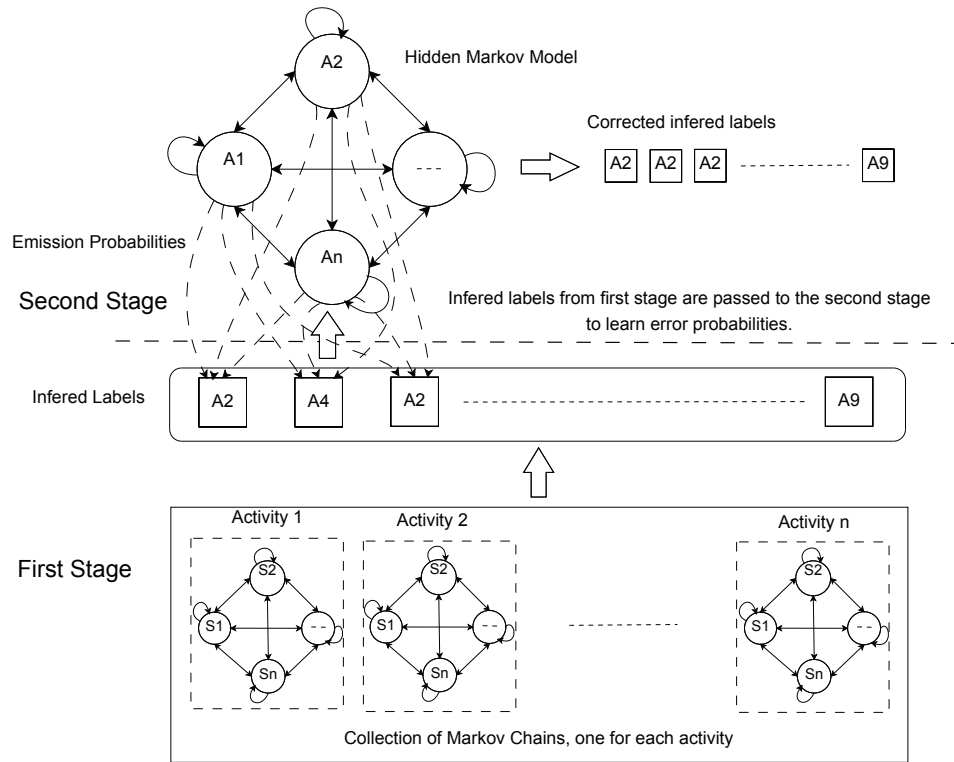 A2
Hidden Markov Model
Corrected infered labels
A1
---
A2 A2 A2 A9
Emission Probabilities
An
Second Stage
Infered labels from first stage are passed to the second stage
to learn error probabilities.
Infered Labels
A2 A4 A2 A9
Activity 1 Activity 2 Activity n
First Stage
S2 S2 S2
S1 -- S1 -- S1 --
Sn Sn Sn
Collection of Markov Chains, one for each activity